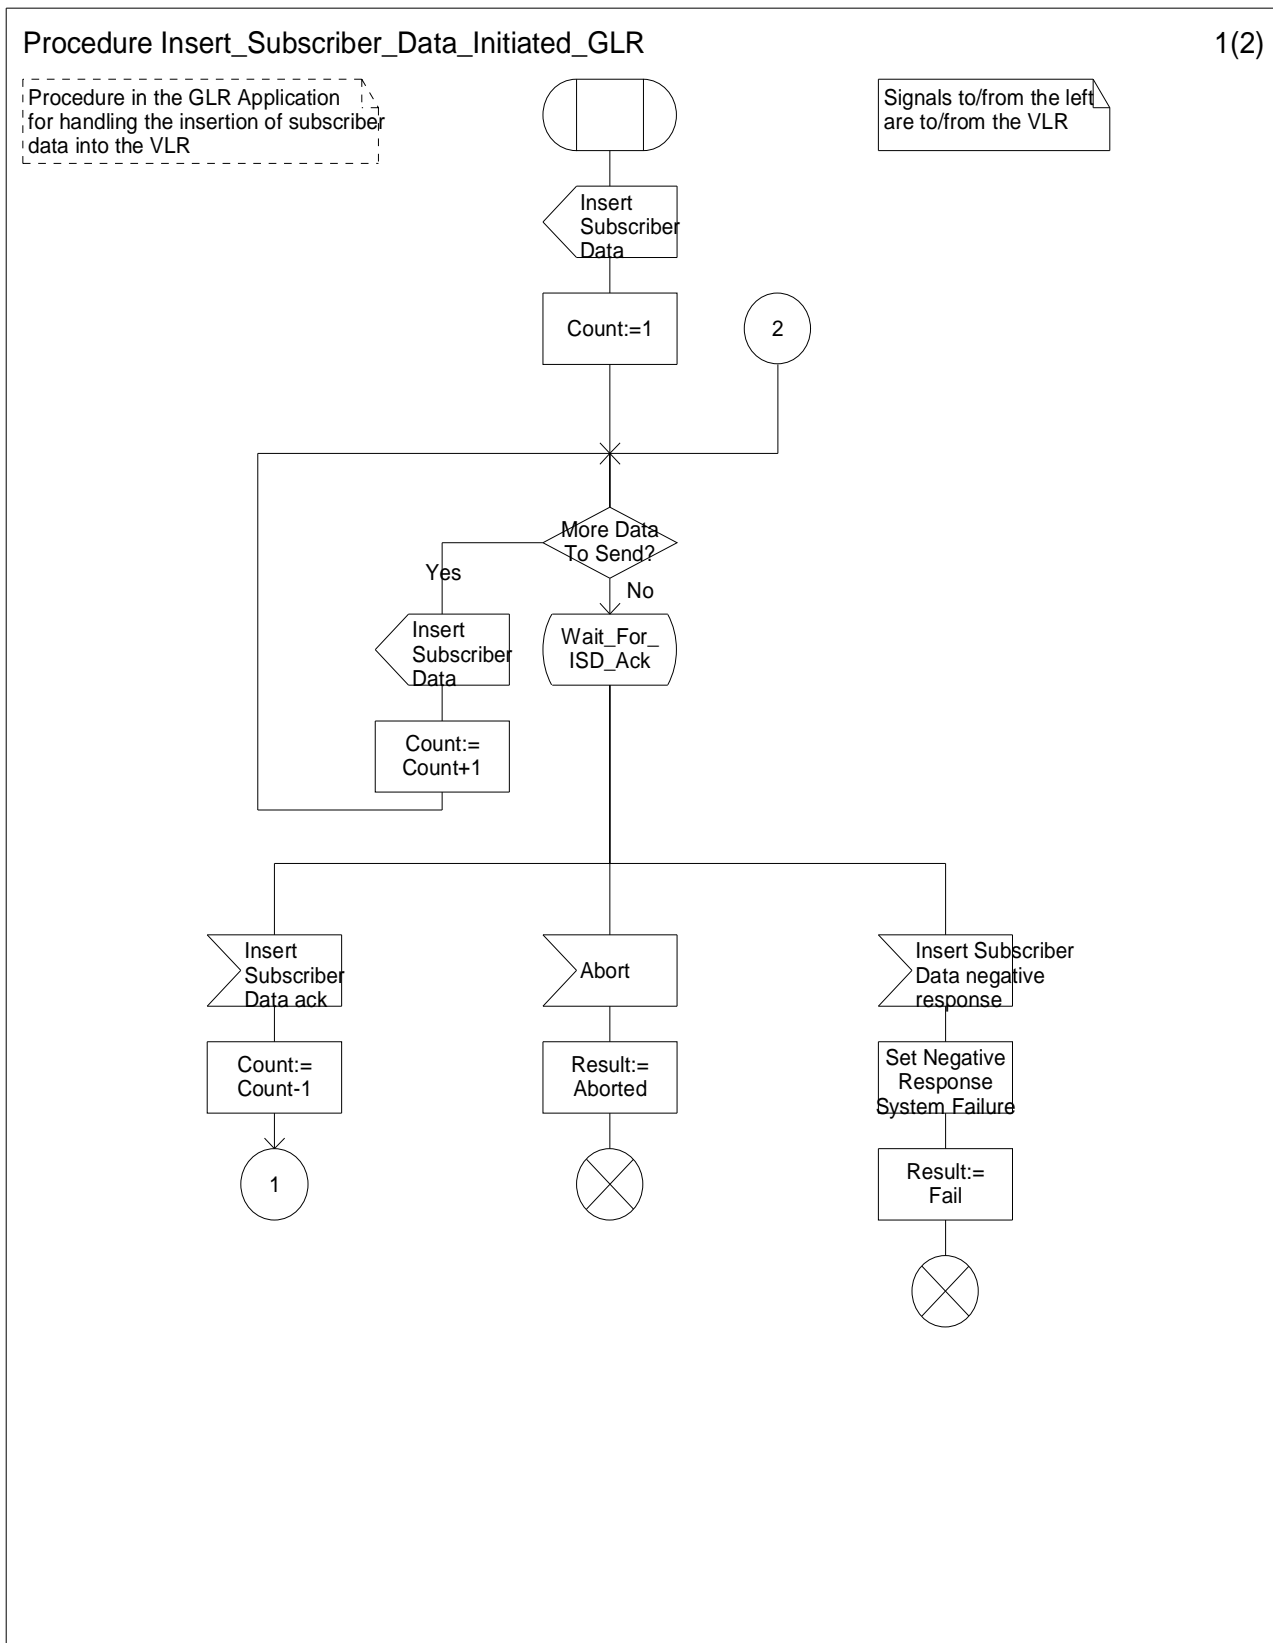 Procedure Insert_Subscriber_Data_Initiated_GLR
1(2)
Procedure in the GLR Application
for handling the insertion of subscriber
data into the VLR
Signals to/from the left
are to/from the VLR
Insert
Subscriber
Data
Count:=1
2
More Data
To Send?
Yes
No
Insert
Subscriber
Data
Wait_For_
ISD_Ack
Count:=
Count+1
Insert
Subscriber
Data ack
Abort
Insert Subscriber
Data negative
response
Count:=
Count-1
Result:=
Aborted
Set Negative
Response
System Failure
1
Result:=
Fail